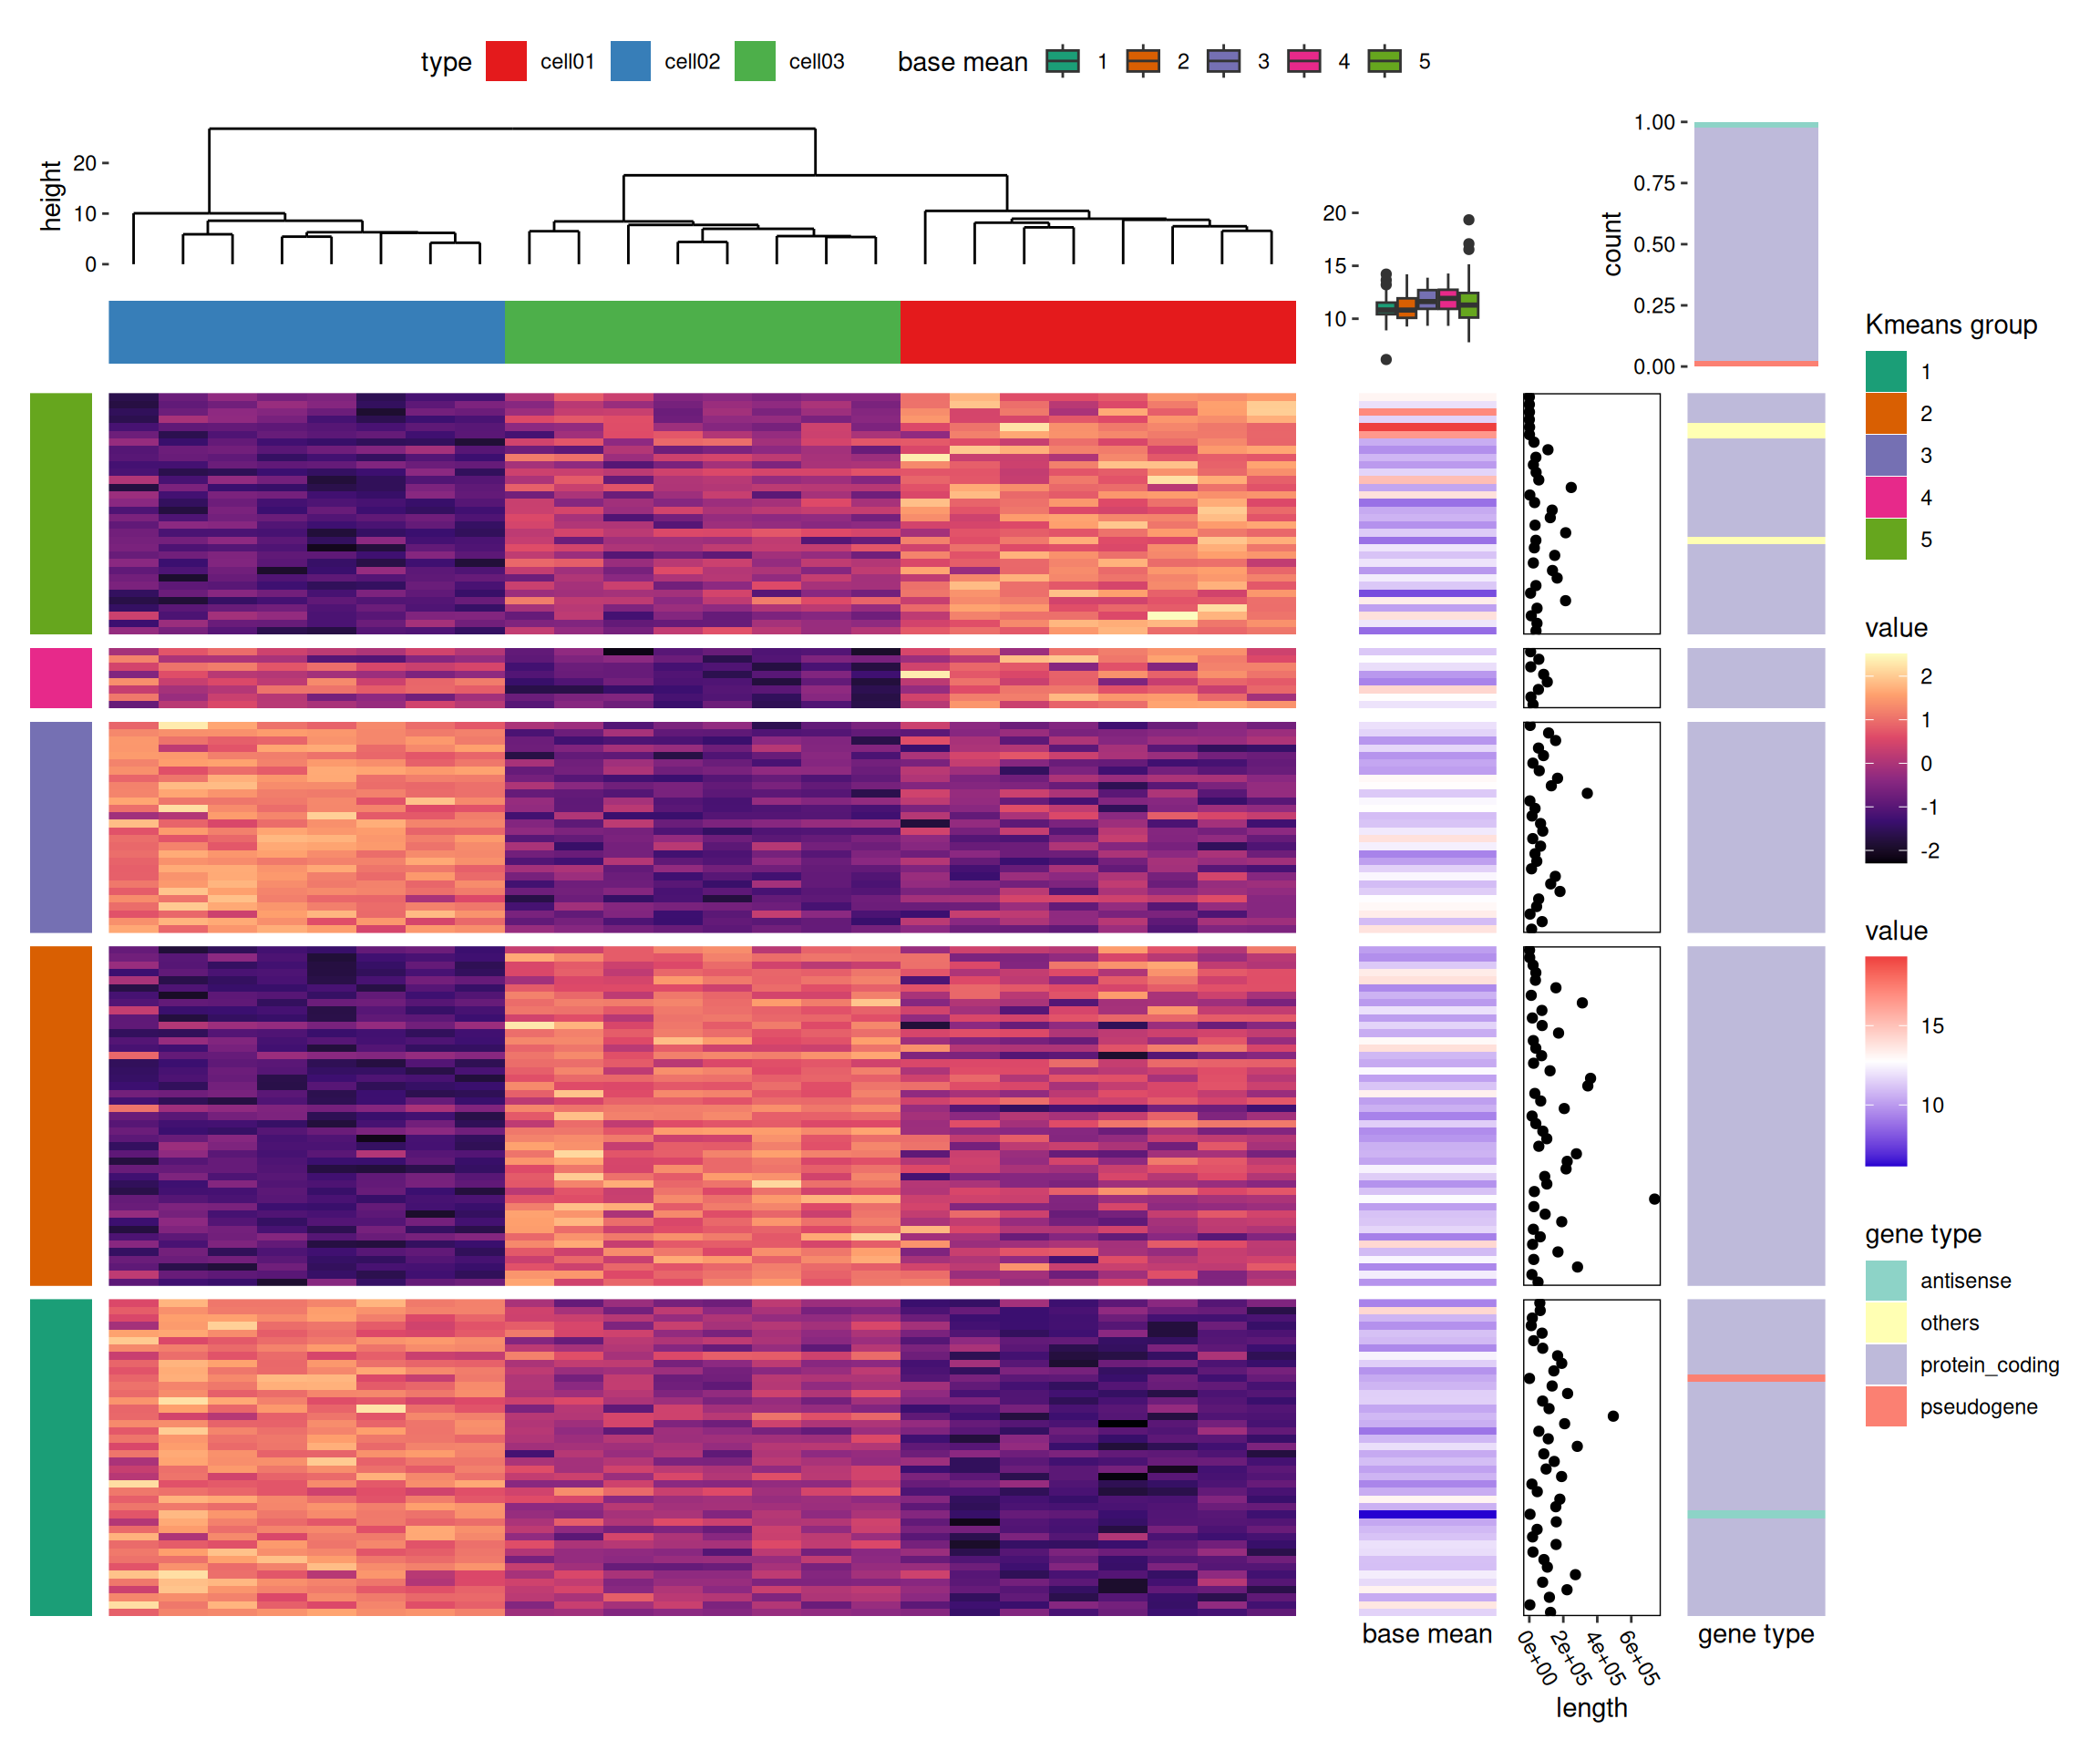 type cell01 cell02 cell03 base mean 1 2 3 4 5
height
20
10
0
20
15
10
count
1.00
0.75
0.50
0.25
0.00
Kmeans group
1
2
3
4
5
value
2
1
0
-1
-2
value
15
10
gene type
antisense
others
protein_coding
pseudogene
base mean
0e+00 2e+05 4e+05 6e+05
length
gene type